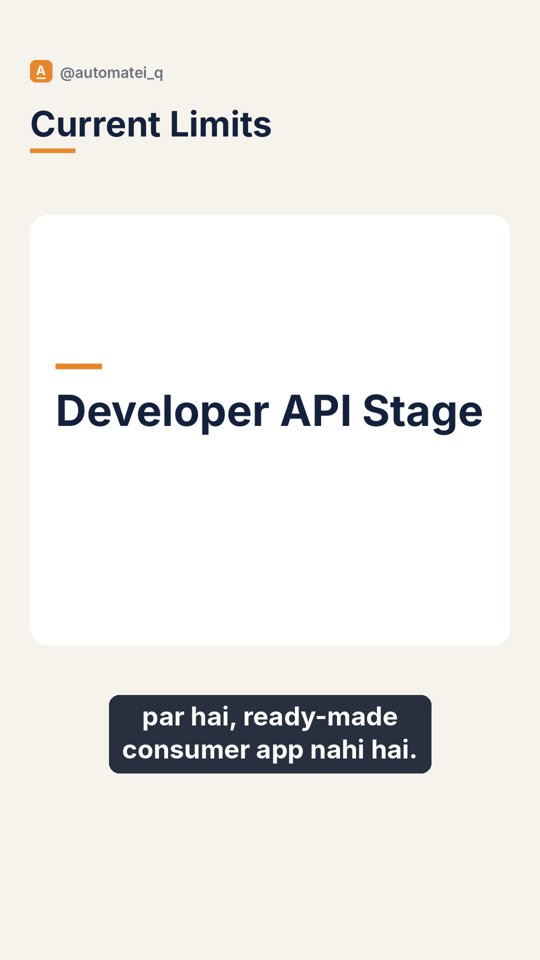 A @automatei_q
Current Limits
Developer API Stage
par hai, ready-made
consumer app nahi hai.